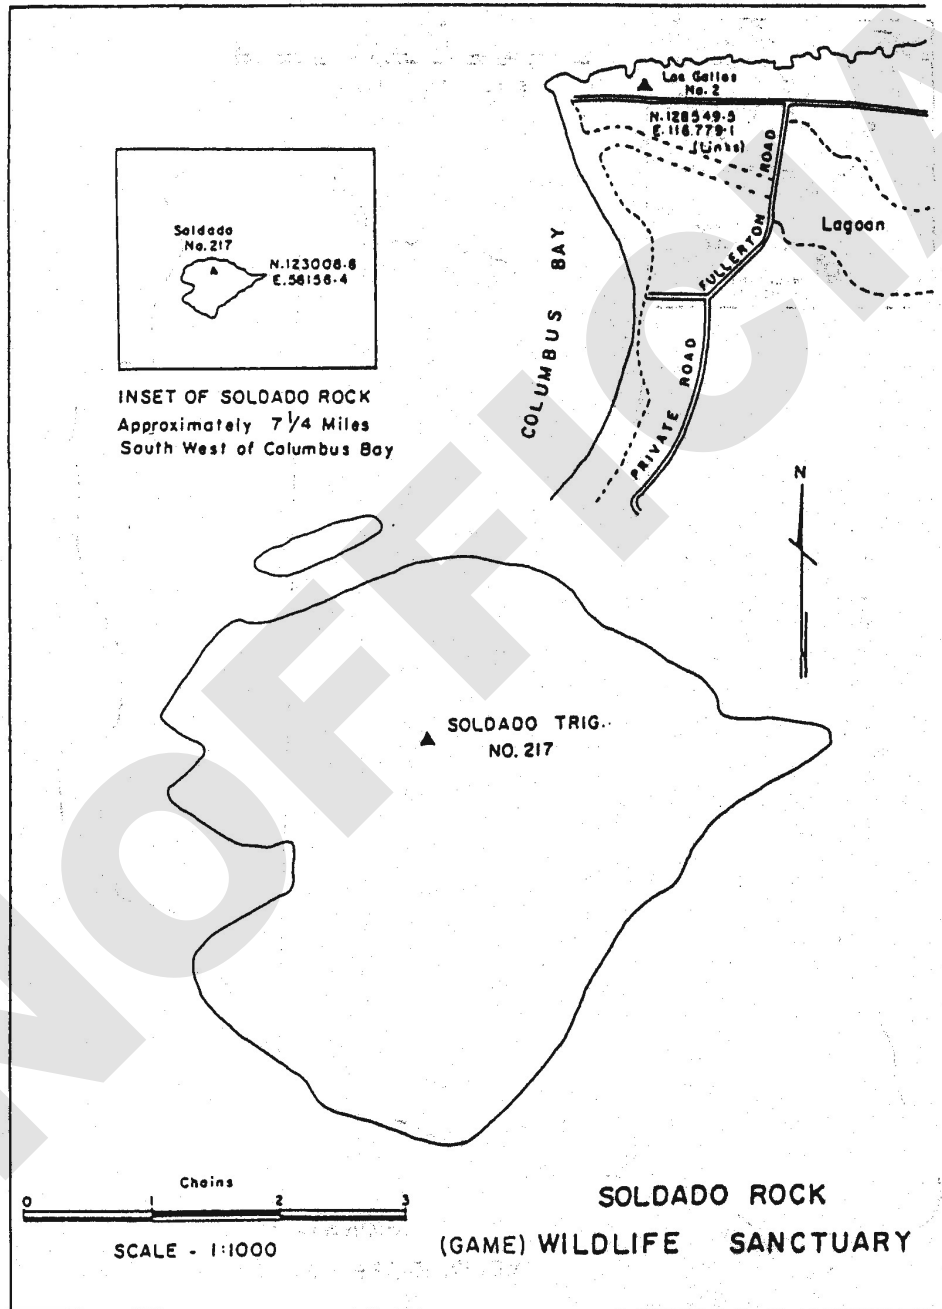 Los Gallos
No. 2
N.128549·5
E.116.779·1
(Links)
ROAD
FULLERTON
Lagoon
COLUMBUS BAY
PRIVATE ROAD
Soldado
No. 217
N.123008·6
E.56156·4
INSET OF SOLDADO ROCK
Approximately 7 1/4 Miles
South West of Columbus Bay
N
SOLDADO TRIG.
NO. 217
Chains
0 1 2 3
SCALE - 1:1000
SOLDADO ROCK
(GAME) WILDLIFE SANCTUARY
UNOFFICIAL